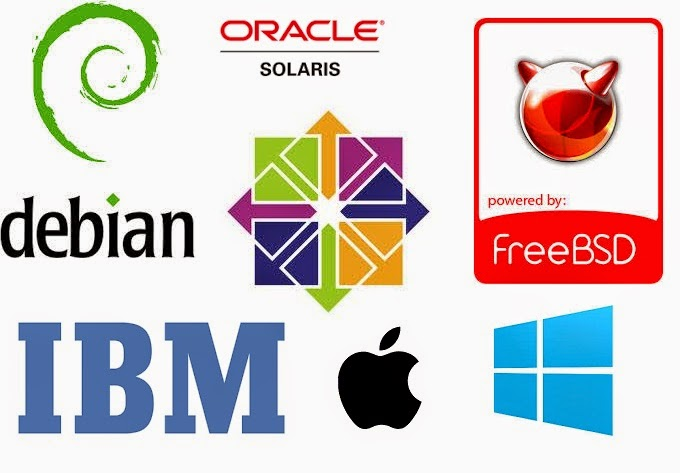 ORACLE®
SOLARIS
debian
powered by:
FreeBSD
IBM